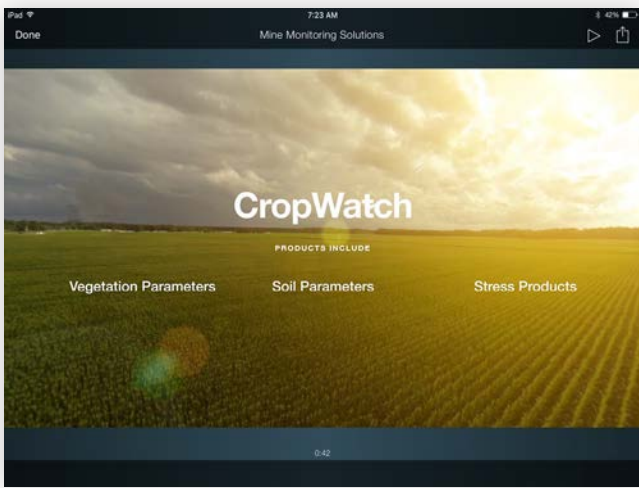 iPad 7:23 AM 42%
Done Mine Monitoring Solutions
CropWatch
PRODUCTS INCLUDE
Vegetation Parameters Soil Parameters Stress Products
0:42